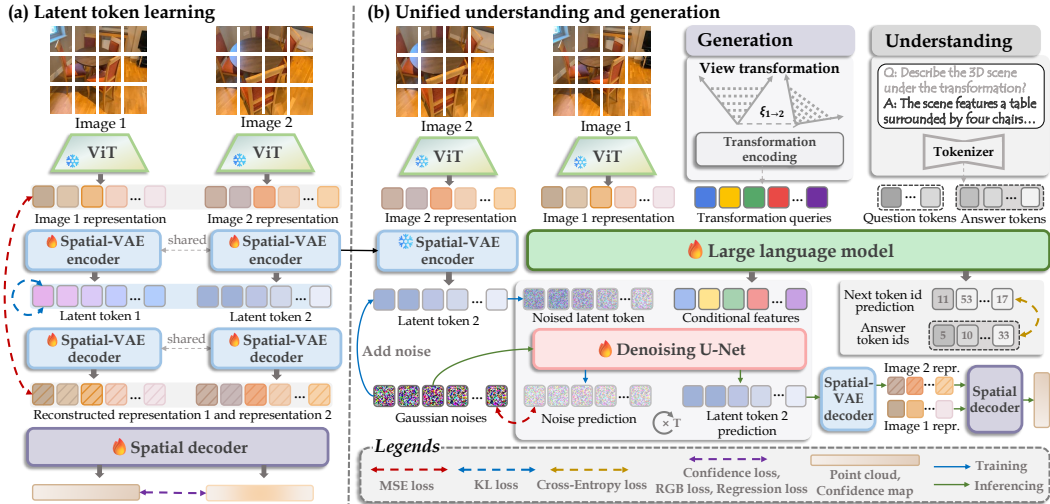 (a) Latent token learning
Image 1
Image 2
ViT
ViT
Image 1 representation
Image 2 representation
Spatial-VAE encoder
shared
Spatial-VAE encoder
Latent token 1
Latent token 2
Spatial-VAE decoder
shared
Spatial-VAE decoder
Reconstructed representation 1 and representation 2
Spatial decoder
(b) Unified understanding and generation
Image 2
Image 1
ViT
ViT
Image 2 representation
Image 1 representation
Generation
View transformation
ξ1→2
Transformation
encoding
Transformation queries
Understanding
Q: Describe the 3D scene
under the transformation?
A: The scene features a table
surrounded by four chairs...
Tokenizer
Question tokens
Answer tokens
Spatial-VAE
encoder
Large language model
Latent token 2
Noised latent token
Conditional features
Next token id
prediction
11 53 ... 17
Answer
token ids
5 10 ... 33
Add noise
Denoising U-Net
Gaussian noises
Noise prediction
× T
Latent token 2
prediction
Spatial-
VAE
decoder
Image 2 repr.
Image 1 repr.
Spatial
decoder
Legends
MSE loss
KL loss
Cross-Entropy loss
Confidence loss,
RGB loss, Regression loss
Point cloud,
Confidence map
Training
Inferencing